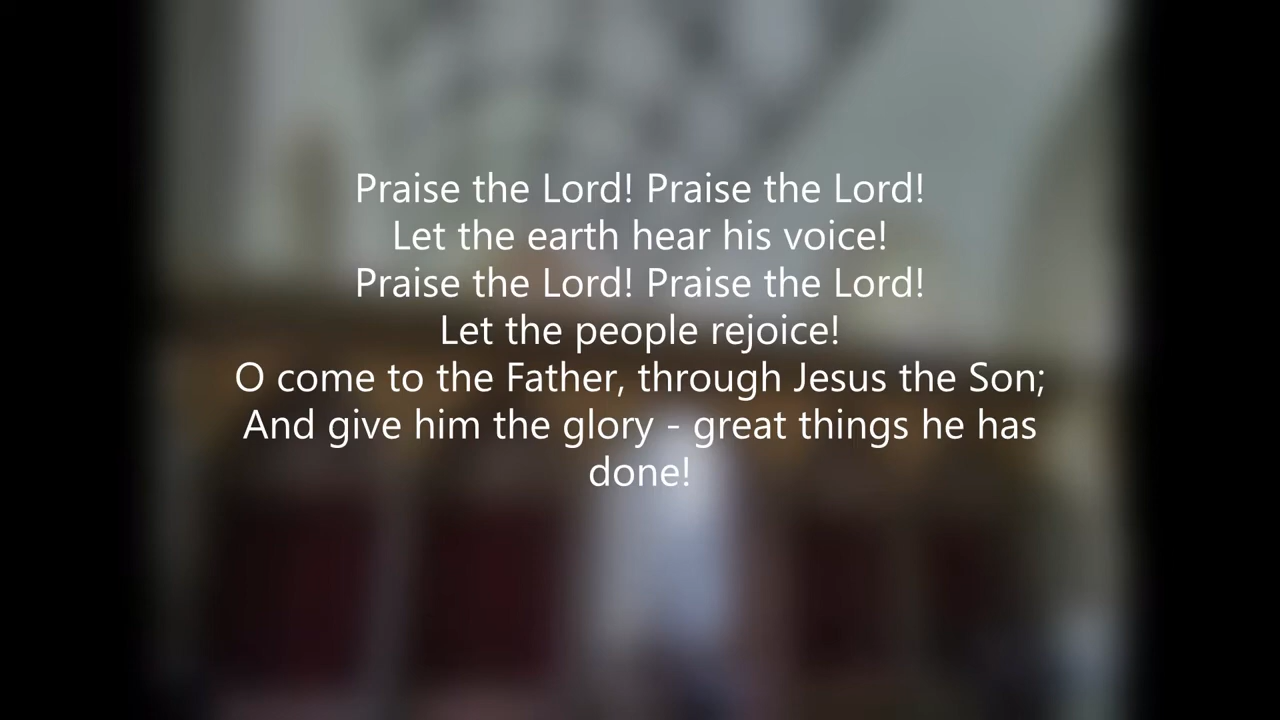 Praise the Lord! Praise the Lord!
Let the earth hear his voice!
Praise the Lord! Praise the Lord!
Let the people rejoice!
O come to the Father, through Jesus the Son;
And give him the glory - great things he has
done!